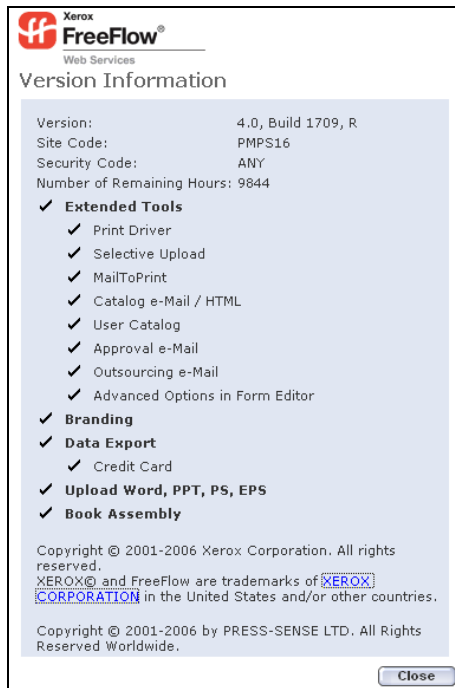 Xerox
FreeFlow®
Web Services
Version Information
Version: 4.0, Build 1709, R
Site Code: PMPS16
Security Code: ANY
Number of Remaining Hours: 9844
✓ Extended Tools
✓ Print Driver
✓ Selective Upload
✓ MailToPrint
✓ Catalog e-Mail / HTML
✓ User Catalog
✓ Approval e-Mail
✓ Outsourcing e-Mail
✓ Advanced Options in Form Editor
✓ Branding
✓ Data Export
✓ Credit Card
✓ Upload Word, PPT, PS, EPS
✓ Book Assembly
Copyright © 2001-2006 Xerox Corporation. All rights
reserved.
XEROX© and FreeFlow are trademarks of XEROX
CORPORATION in the United States and/or other countries.
Copyright © 2001-2006 by PRESS-SENSE LTD. All Rights
Reserved Worldwide.
Close